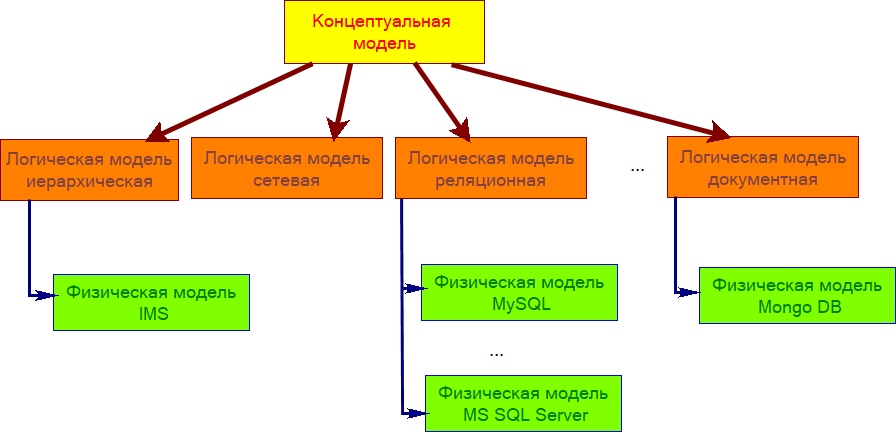 Концептуальная
модель
Логическая модель
иерархическая
Логическая модель
сетевая
Логическая модель
реляционная
...
Логическая модель
документная
Физическая модель
IMS
Физическая модель
MySQL
...
Физическая модель
MS SQL Server
Физическая модель
Mongo DB